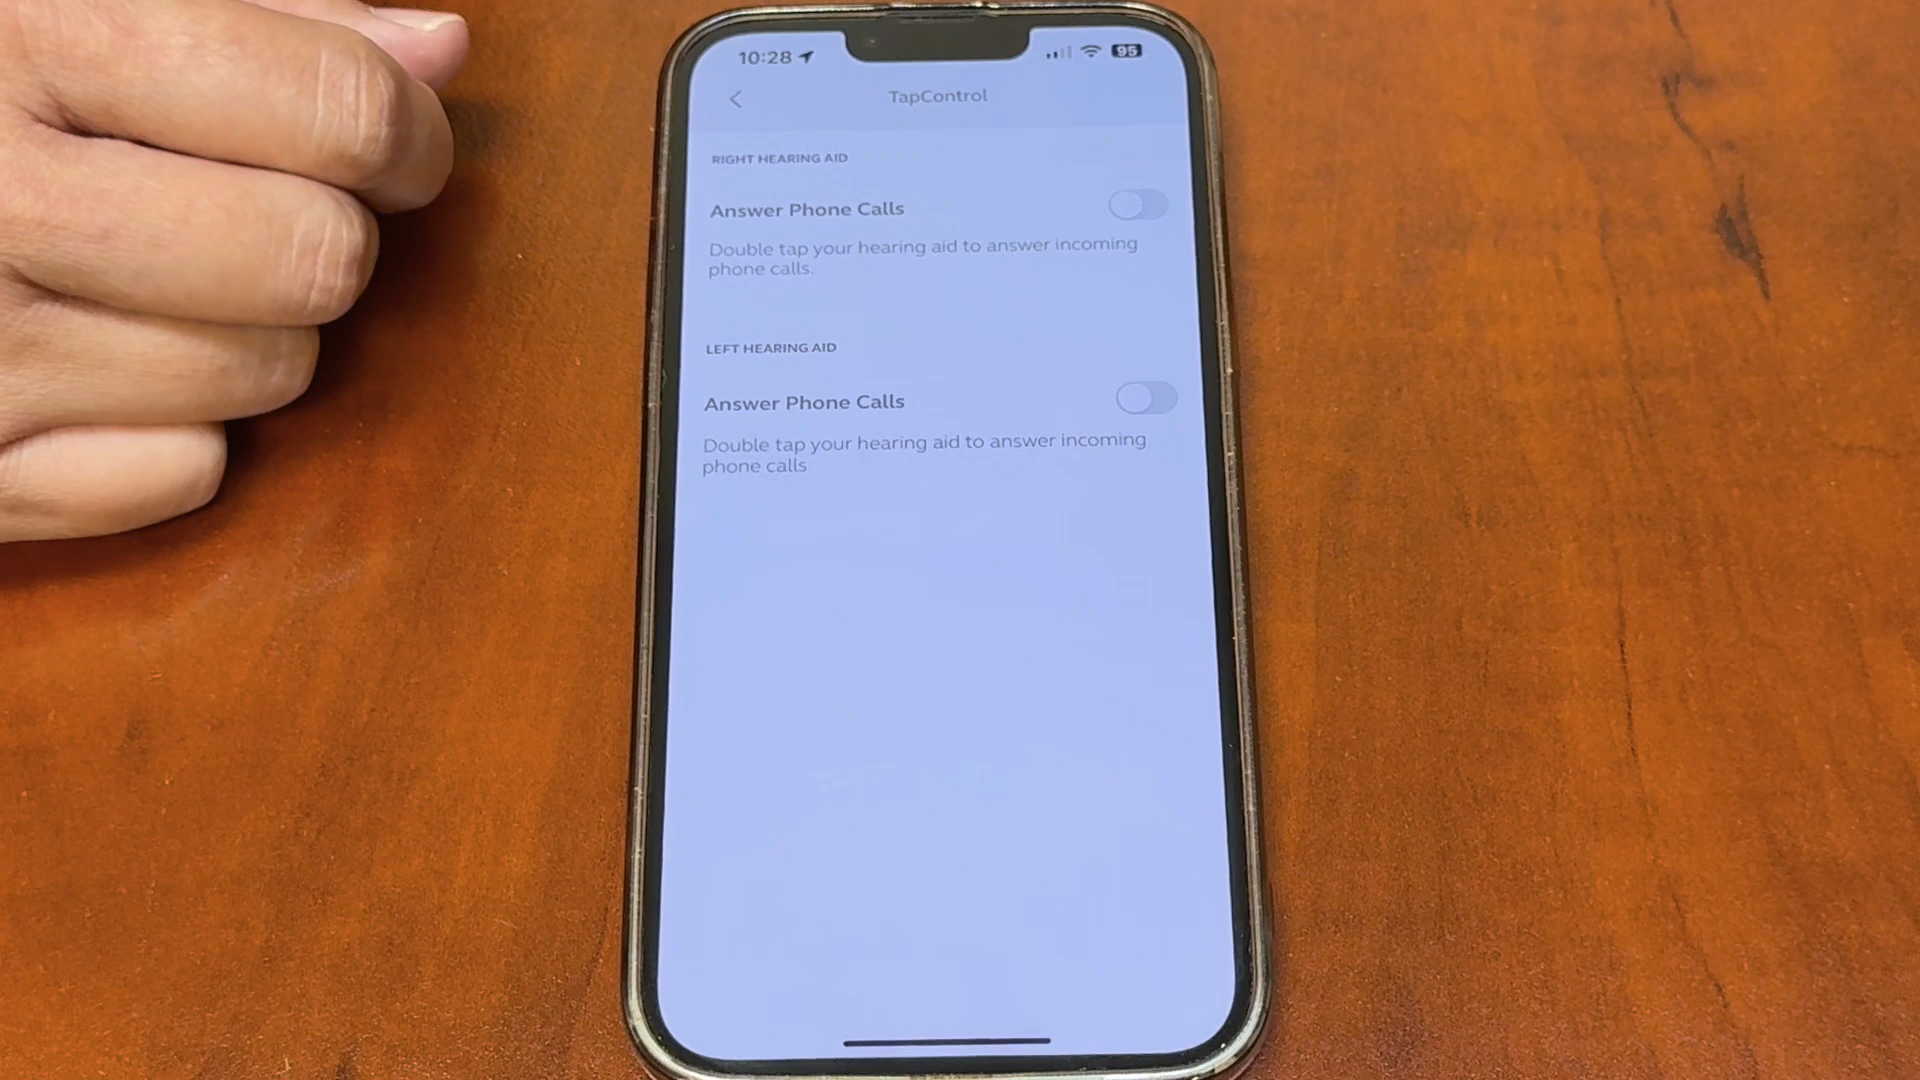 10:28
95
TapControl
RIGHT HEARING AID
Answer Phone Calls
Double tap your hearing aid to answer incoming
phone calls.
LEFT HEARING AID
Answer Phone Calls
Double tap your hearing aid to answer incoming
phone calls